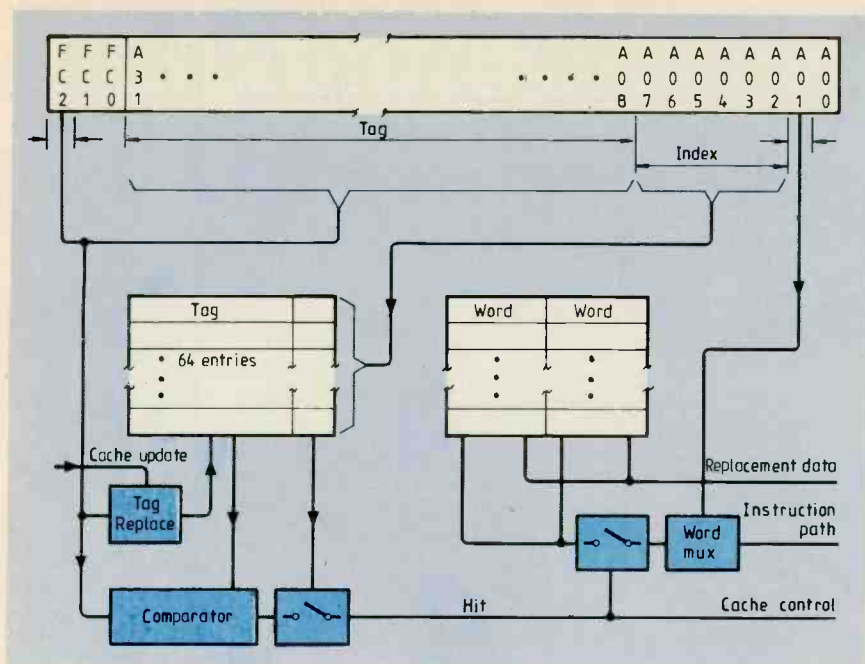 F F F A A A A A A A A A A
C C C 3 • • • • • • • 0 0 0 0 0 0 0 0 0
2 1 0 1 8 7 6 5 4 3 2 1 0
Tag
Index
Tag
64 entries
Word Word
Cache update
Tag
Replace
Replacement data
Instruction
path
Word
mux
Comparator
Hit
Cache control